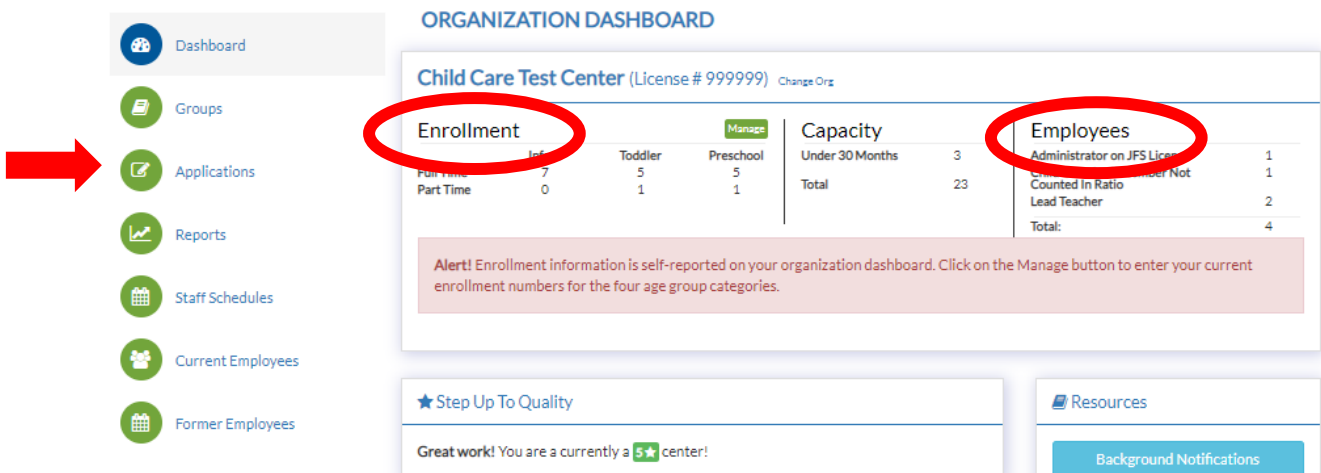 ORGANIZATION DASHBOARD
Dashboard
Groups
Applications
Reports
Staff Schedules
Current Employees
Former Employees
Child Care Test Center (License # 999999) Change Org
Enrollment Manage
Toddler Preschool
7 5 5
Part Time 0 1 1
Capacity
Under 30 Months 3
Total 23
Employees
Administrator on JFS 1
Not 1
Counted In Ratio
Lead Teacher 2
Total: 4
Alert! Enrollment information is self-reported on your organization dashboard. Click on the Manage button to enter your current
enrollment numbers for the four age group categories.
Step Up To Quality
Great work! You are a currently a 5★ center!
Resources
Background Notifications